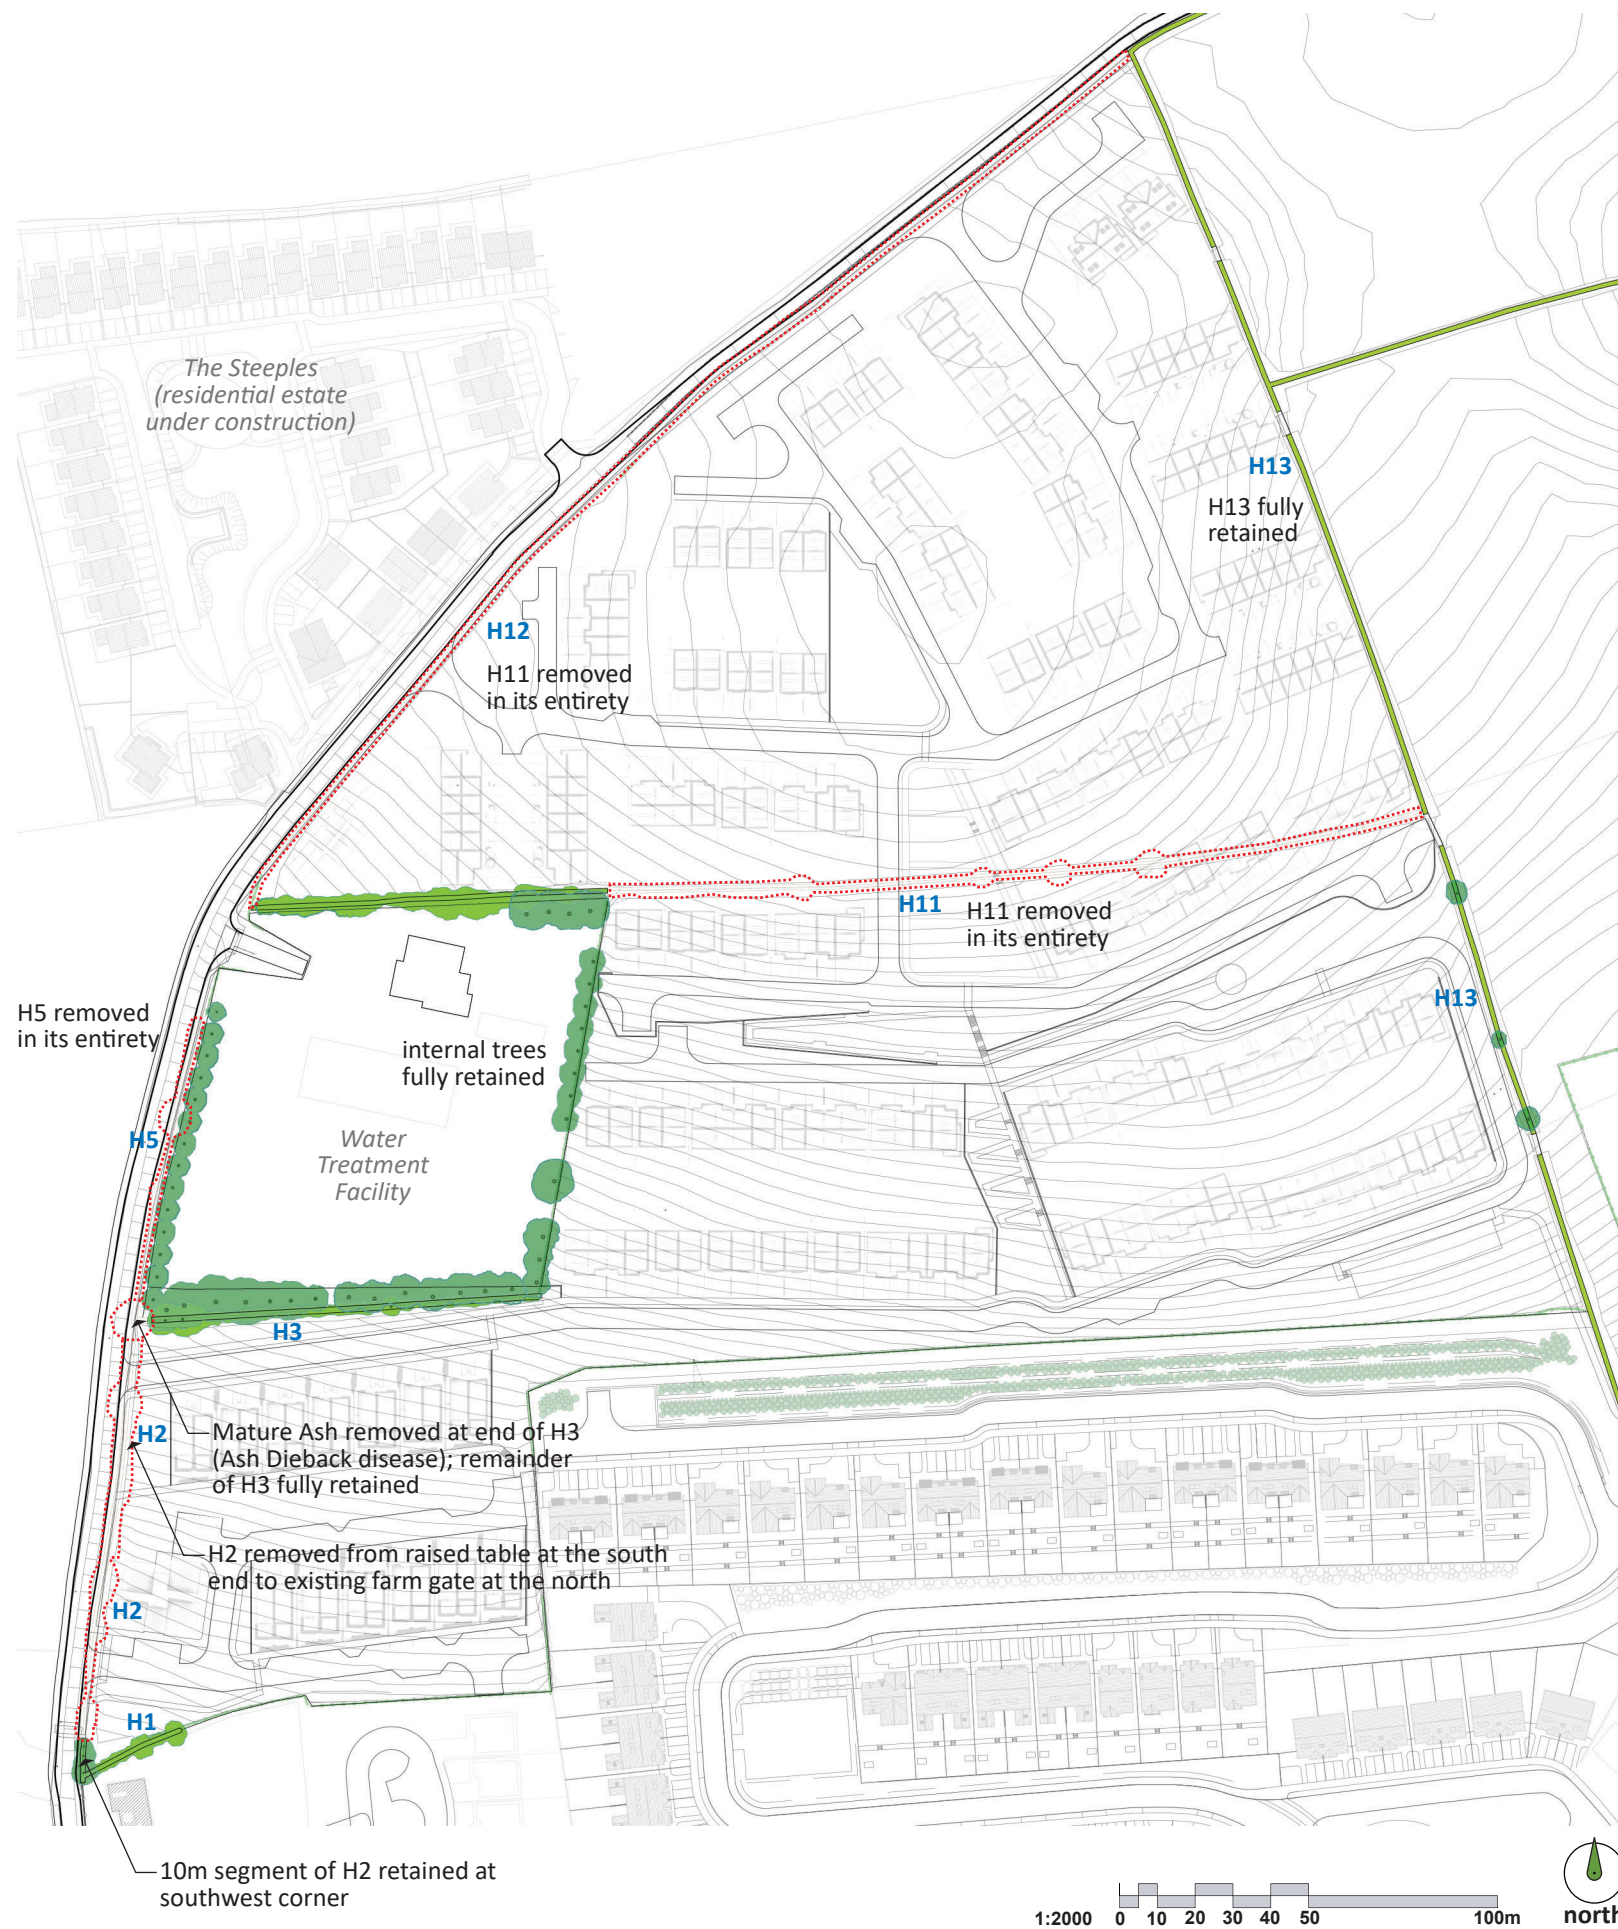 The Steeples
(residential estate
under construction)
H13
H13 fully
retained
H12
H11 removed
in its entirety
H11
H11 removed
in its entirety
H13
H5 removed
in its entirety
internal trees
fully retained
H5
Water
Treatment
Facility
H3
H2
Mature Ash removed at end of H3
(Ash Dieback disease); remainder
of H3 fully retained
H2 removed from raised table at the south
end to existing farm gate at the north
H2
H1
10m segment of H2 retained at
southwest corner
1:2000 0 10 20 30 40 50 100m
north